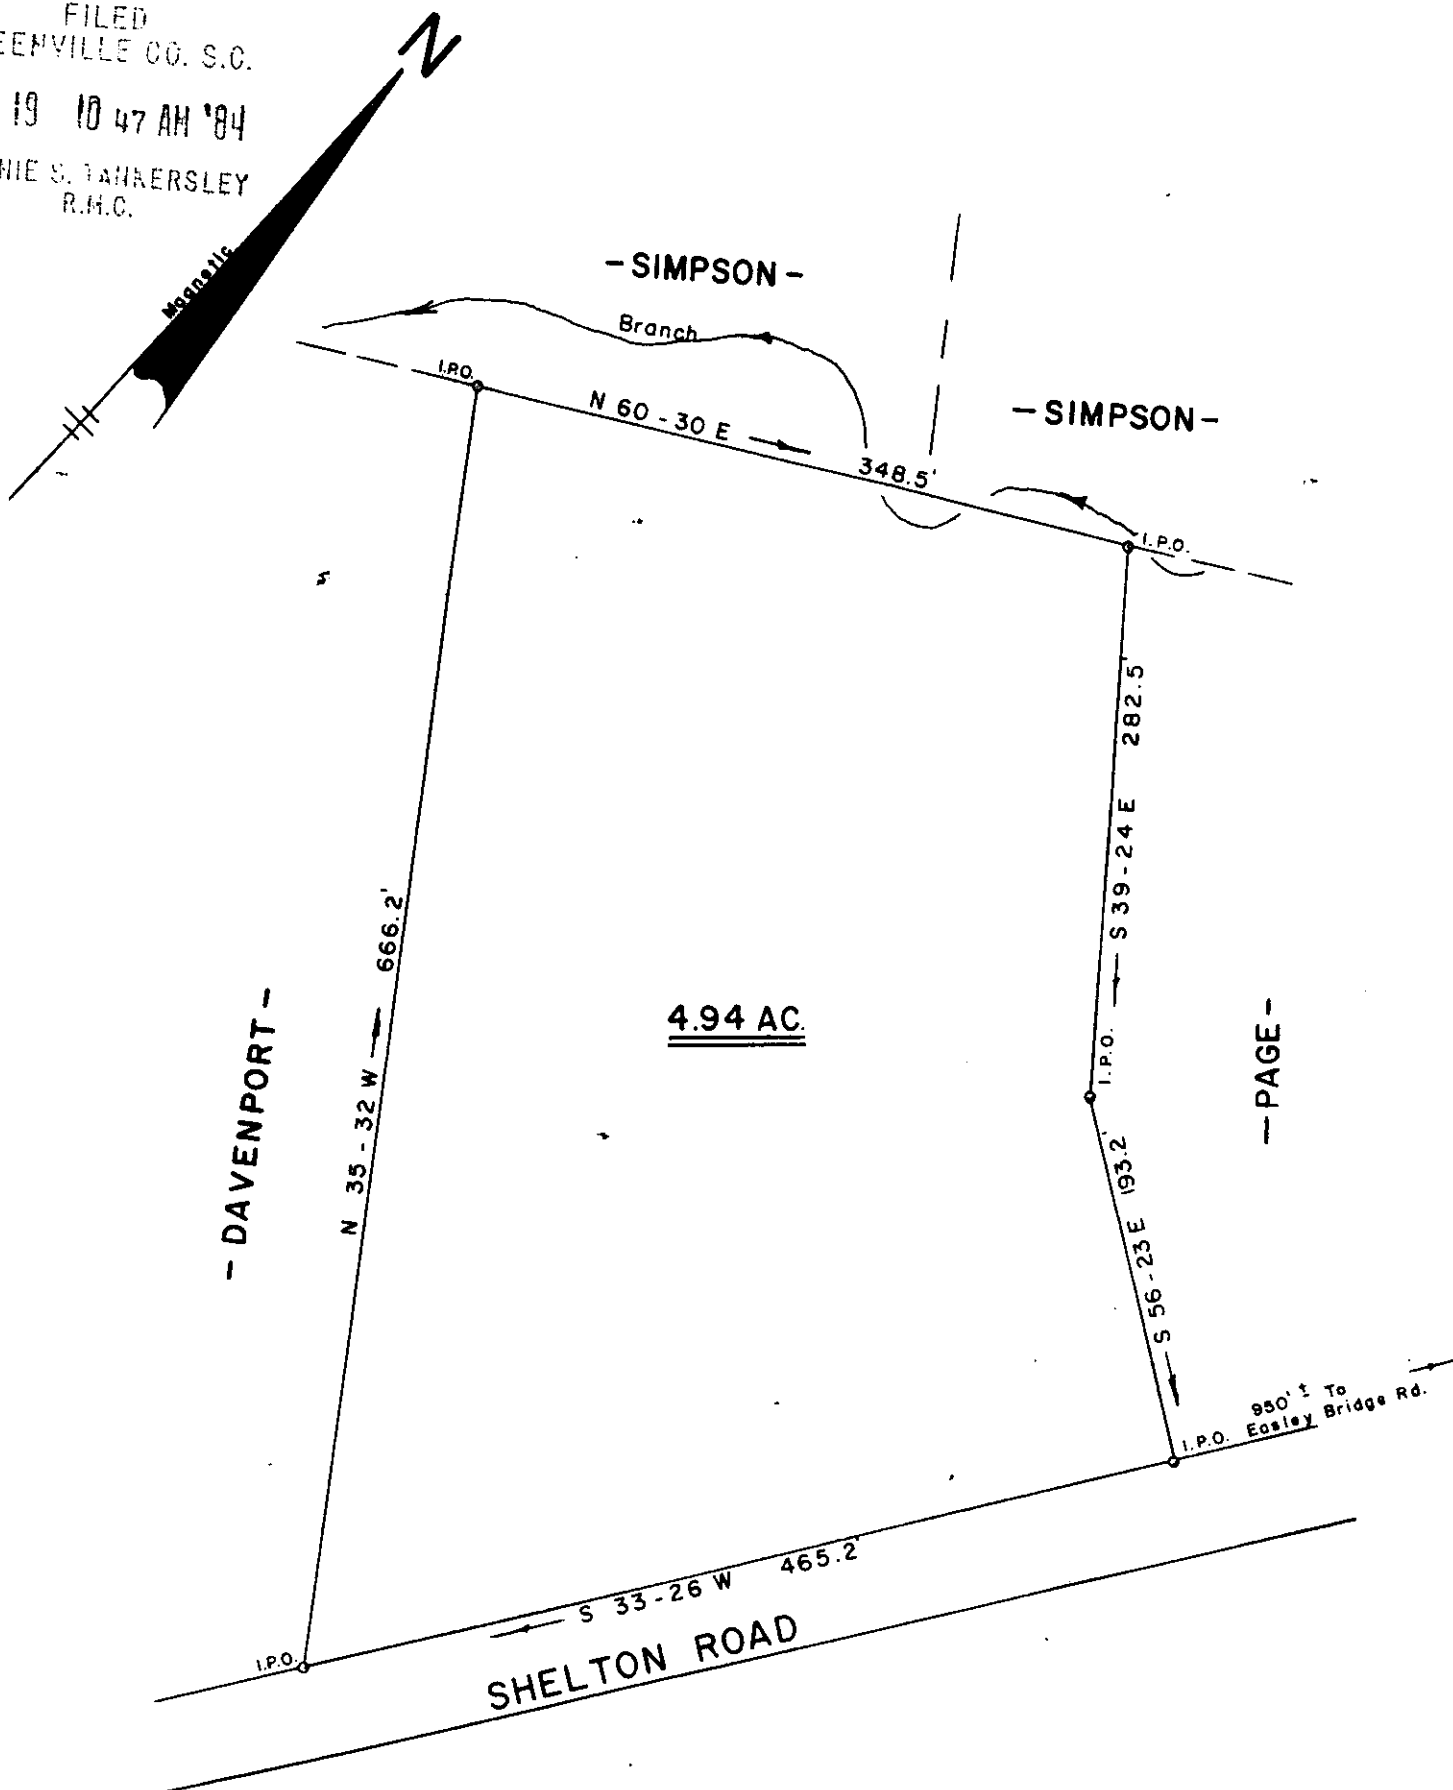 FILED
CO. S.C.
19 10 47 AM '84
S. TANKERSLEY
R.M.C.
N
Magnetic
- SIMPSON -
Branch
I.P.O.
N 60 - 30 E
348.5'
- SIMPSON -
I.P.O.
S 39 - 24 E 282.5'
N 35 - 32 W 666.2'
- DAVENPORT -
4.94 AC.
I.P.O.
- PAGE -
S 56 - 23 E 193.2'
950' ± To
I.P.O. Easley Bridge Rd.
S 33 - 26 W 465.2'
I.P.O.
SHELTON ROAD